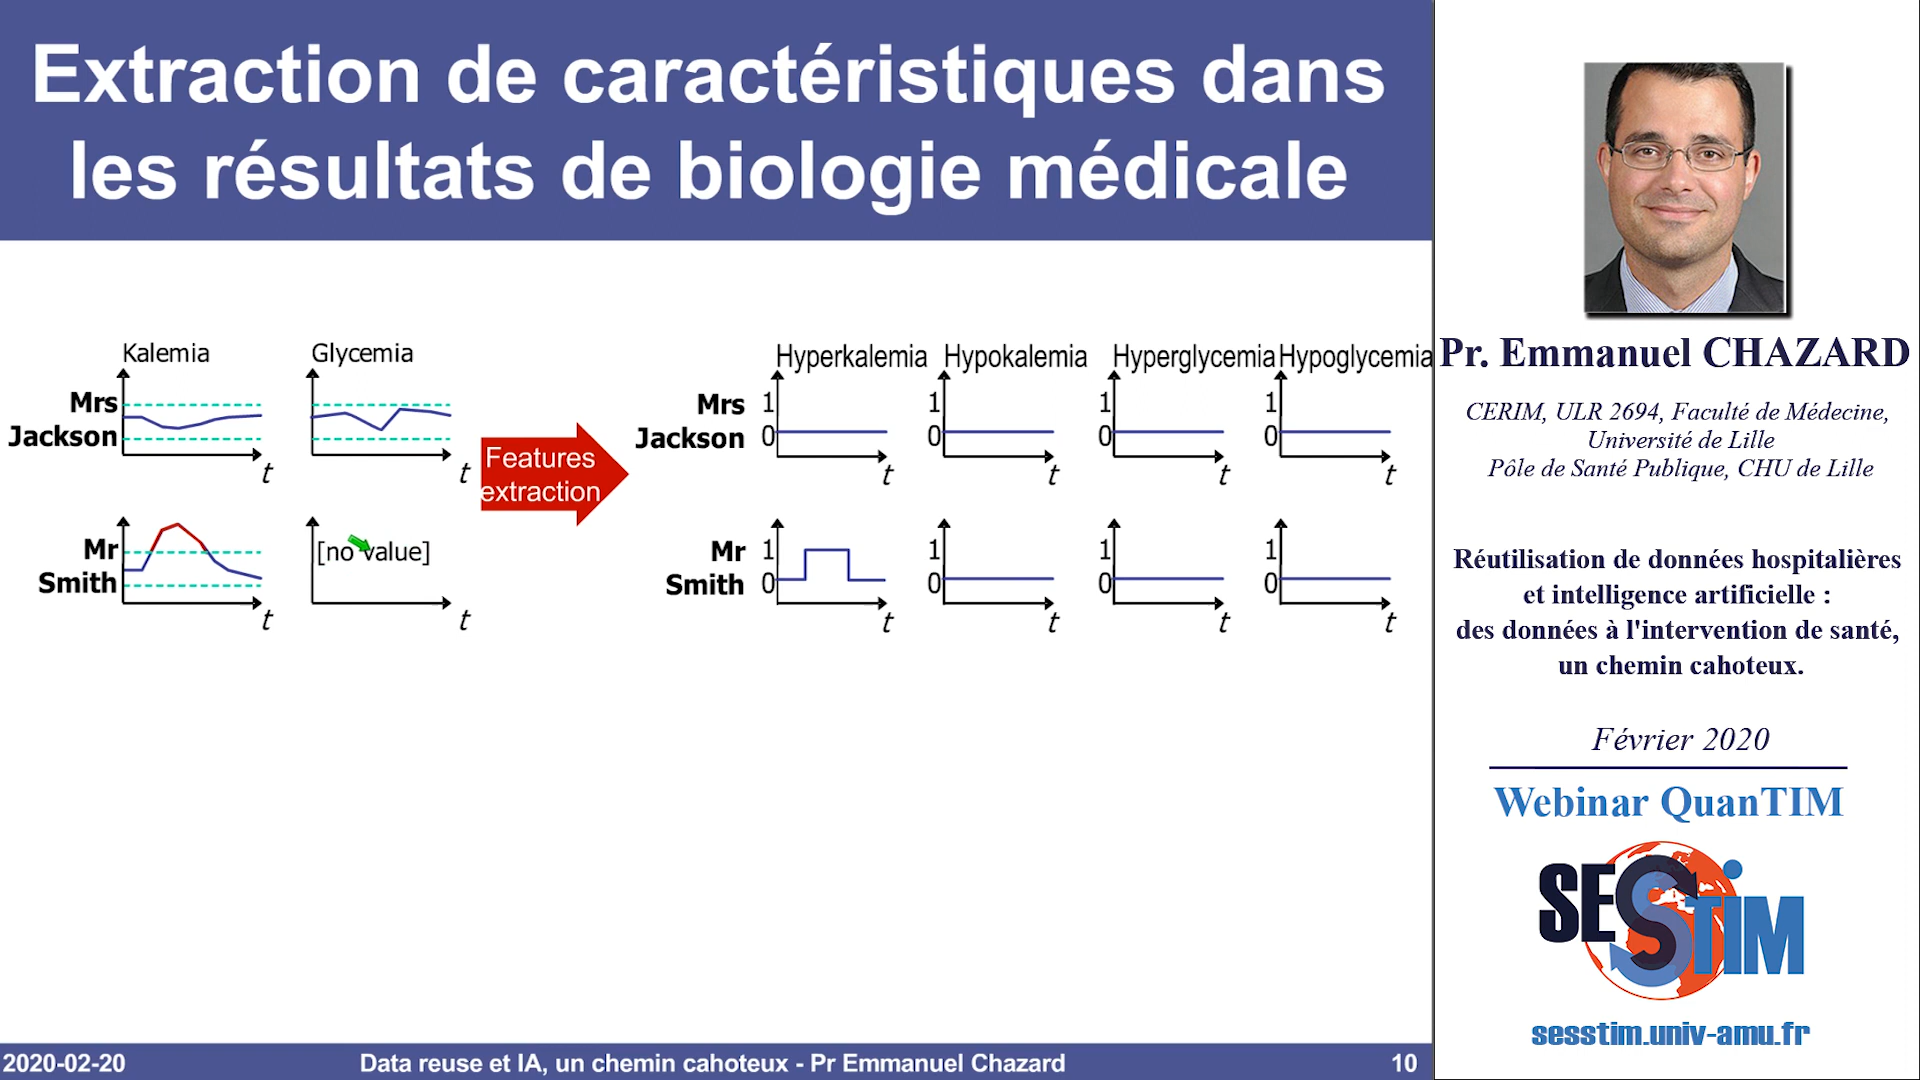 Extraction de caractéristiques dans
les résultats de biologie médicale
Kalemia
Glycemia
Mrs
Jackson
t
t
Mr
Smith
[no value]
t
t
Features
extraction
Hyperkalemia
Hypokalemia
Hyperglycemia
Hypoglycemia
Mrs
Jackson
1
0
t
1
0
t
1
0
t
1
0
t
Mr
Smith
1
0
t
1
0
t
1
0
t
1
0
t
2020-02-20
Data reuse et IA, un chemin cahoteux - Pr Emmanuel Chazard
10
Pr. Emmanuel CHAZARD
CERIM, ULR 2694, Faculté de Médecine,
Université de Lille
Pôle de Santé Publique, CHU de Lille
Réutilisation de données hospitalières
et intelligence artificielle :
des données à l'intervention de santé,
un chemin cahoteux.
Février 2020
Webinar QuanTIM
SESSTIM
sesstim.univ-amu.fr